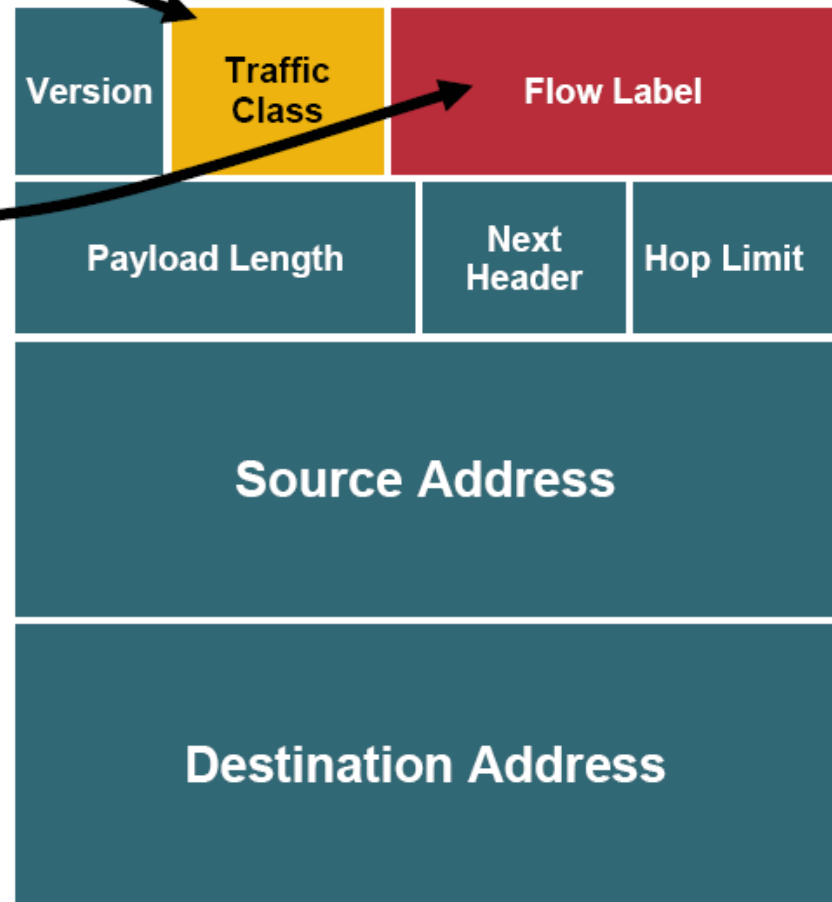 Version
Traffic
Class
Flow Label
Payload Length
Next
Header
Hop Limit
Source Address
Destination Address